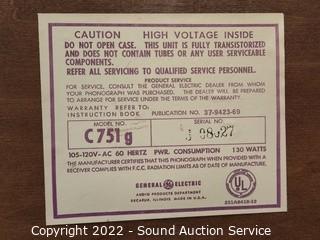 CAUTION HIGH VOLTAGE INSIDE
DO NOT OPEN CASE. THIS UNIT IS FULLY TRANSISTORIZED
AND DOES NOT CONTAIN TUBES OR ANY USER SERVICEABLE
COMPONENTS.
REFER ALL SERVICING TO QUALIFIED SERVICE PERSONNEL.
PRODUCT SERVICE
FOR SERVICE, CONSULT THE GENERAL ELECTRIC DEALER FROM WHOM
YOUR PHONOGRAPH WAS PURCHASED. THE DEALER WILL BE PREPARED
TO ARRANGE FOR SERVICE UNDER THE TERMS OF THE WARRANTY.
WARRANTY REFER TO
INSTRUCTION BOOK PUBLICATION NO. 37-9423-69
MODEL NO. SERIAL NO.
C751g 98627
105-120V-AC 60 HERTZ PWR. CONSUMPTION 130 WATTS
THE MANUFACTURER CERTIFIES THAT THIS PHONOGRAPH WHEN PROVIDED WITH A
RECEIVER COMPLIES WITH F.C.C. RADIATION LIMITS AS OF DATE OF MANUFACTURE.
GENERAL GE ELECTRIC
AUDIO PRODUCTS DEPARTMENT
DECATUR, ILLINOIS. MADE IN U.S.A.
UL
Copyright 2022 - Sound Auction Service